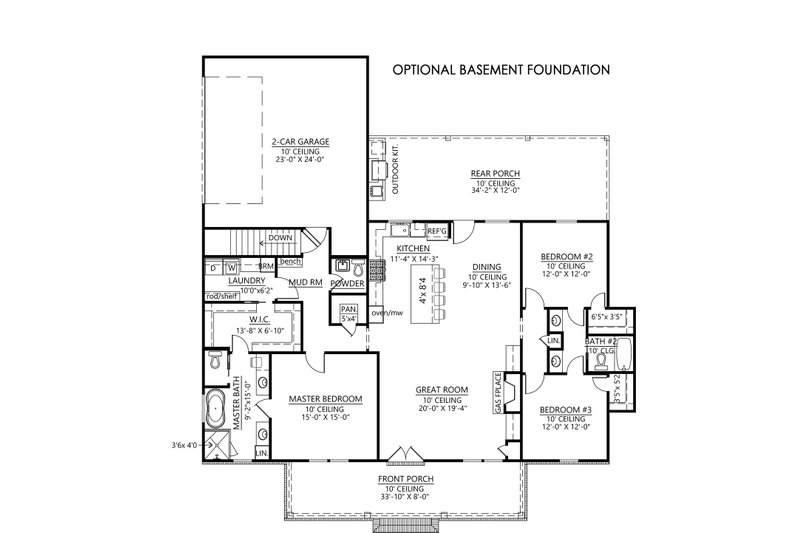 OPTIONAL BASEMENT FOUNDATION
2-CAR GARAGE
10' CEILING
23'-0" X 24'-0"
OUTDOOR KIT.
REAR PORCH
10' CEILING
34'-2" X 12'-0"
DOWN
REF'G
KITCHEN
11'-4" X 14'-3"
4'x 8'4
oven/mw
DINING
10' CEILING
9'-10" X 13'-6"
BEDROOM #2
10' CEILING
12'-0" X 12'-0"
D
W
BRM
bench
LAUNDRY
10'0"x6'2"
rod/shelf
MUD RM
POWDER
PAN.
5'x4'
W.I.C.
13'-8" X 6'-10"
6'5"x 3'5"
LIN.
BATH #2
10' CLG
3'5 x 5'2
MASTER BATH
9'-2"x15'-0"
MASTER BEDROOM
10' CEILING
15'-0" X 15'-0"
GREAT ROOM
10' CEILING
20'-0" X 19'-4"
GAS FPLACE
BEDROOM #3
10' CEILING
12'-0" X 12'-0"
3'6x 4'0
LIN.
FRONT PORCH
10' CEILING
33'-10" X 8'-0"